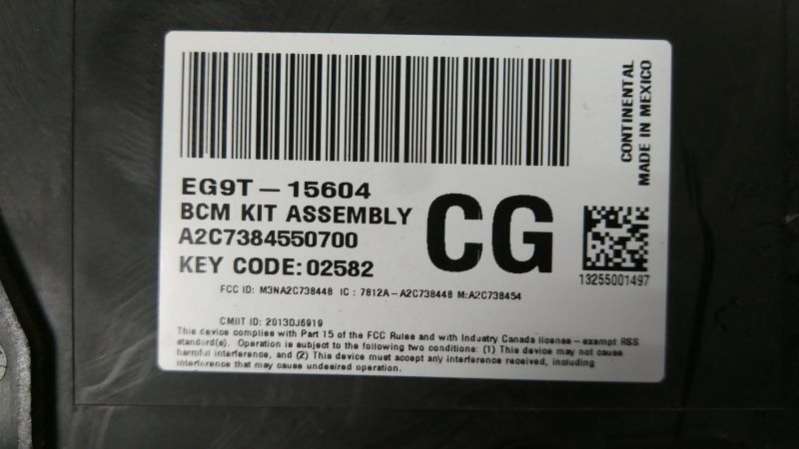 CONTINENTAL
MADE IN MEXICO
EG9T-15604
BCM KIT ASSEMBLY
A2C7384550700
KEY CODE:02582
CG
13255001497
FCC ID: M3NA2C738448 IC : 7812A-A2C738448 M:A2C738454
CMIIT ID: 2013DJ6919
This device complies with Part 15 of the FCC Rules and with Industry Canada license-exempt RSS
standard(s). Operation is subject to the following two conditions: (1) This device may not cause
harmful interference, and (2) This device must accept any interference received, including
interference that may cause undesired operation.